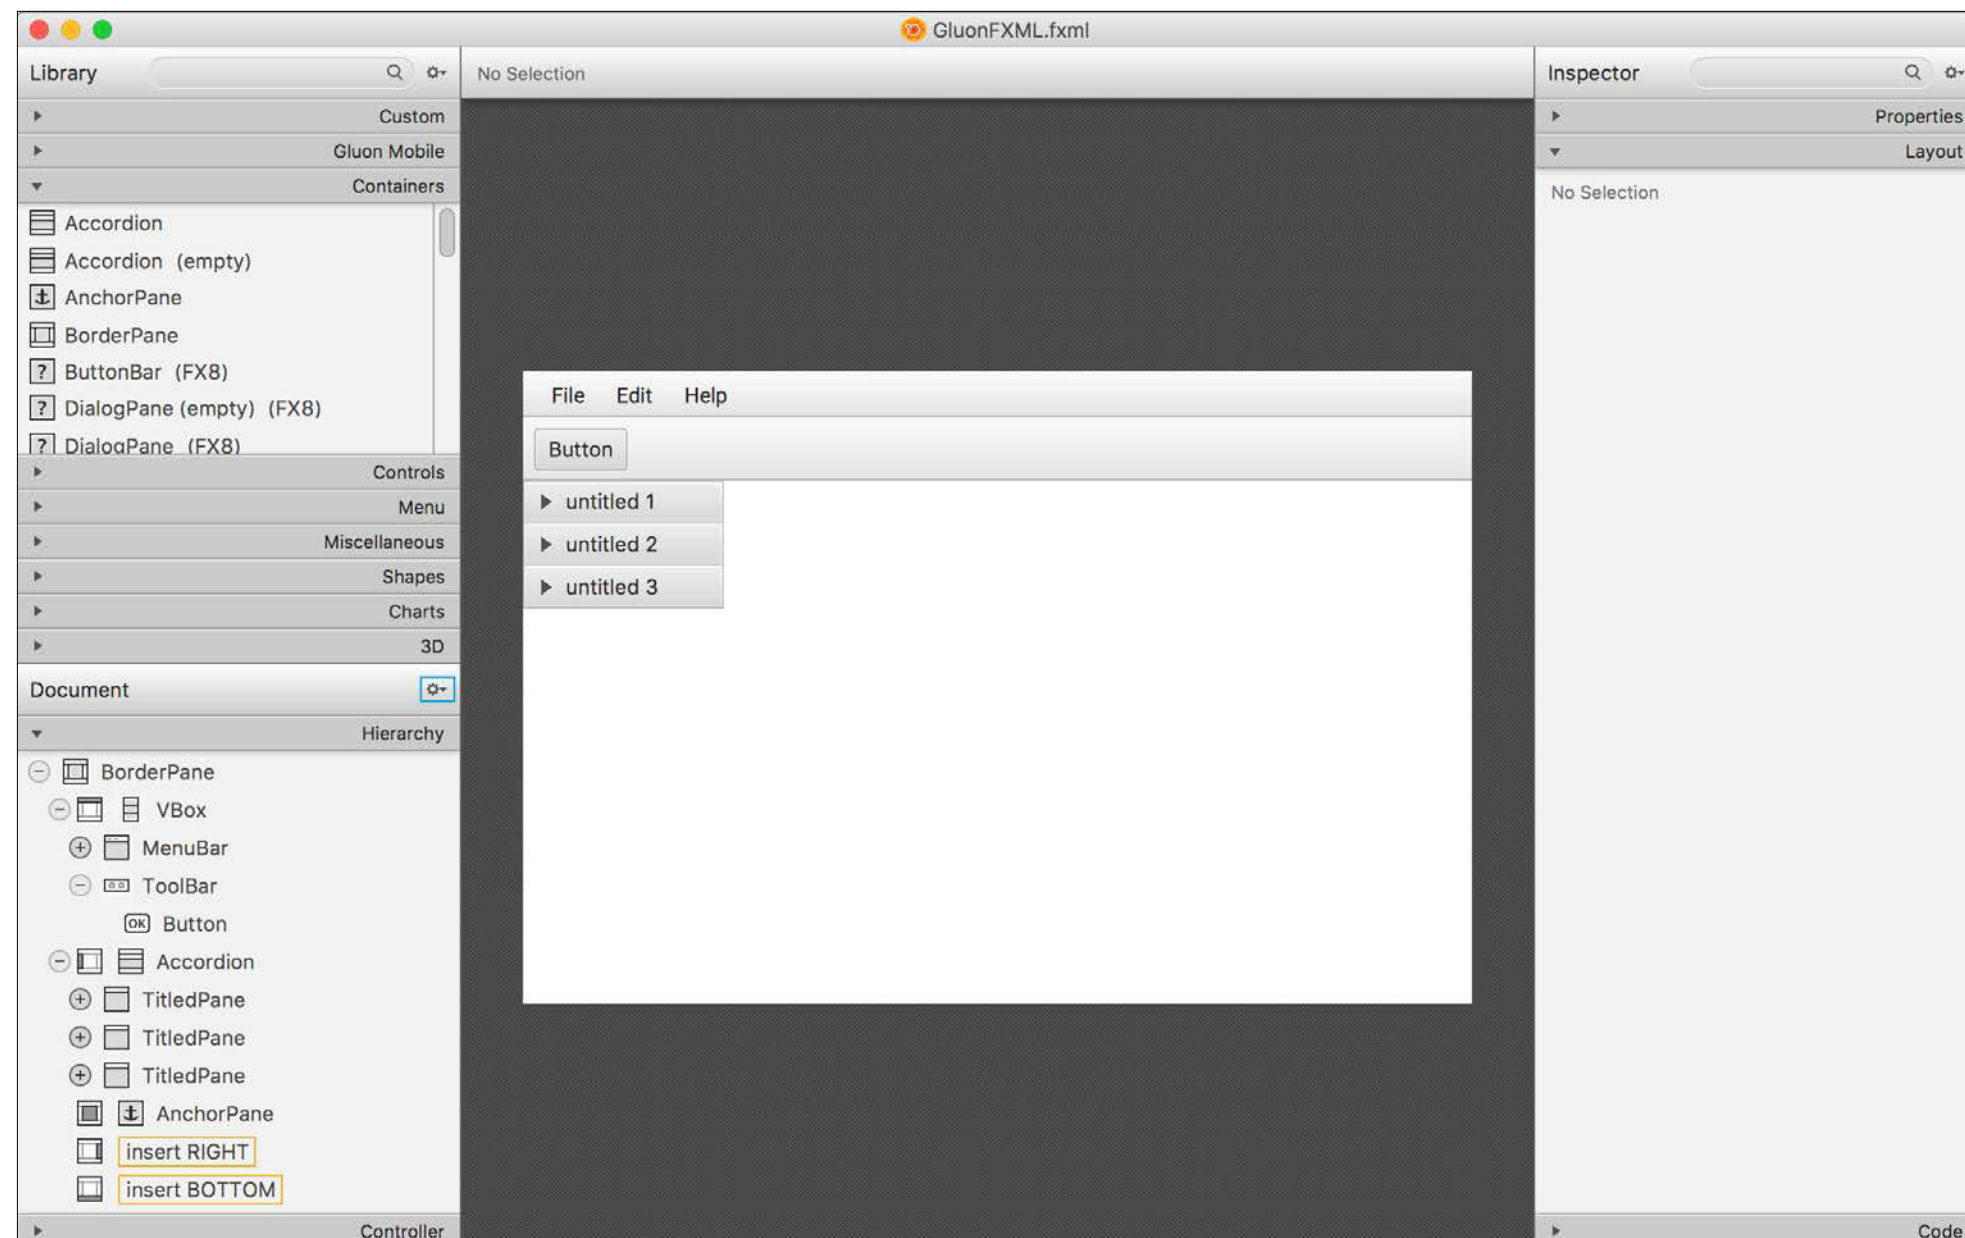 GluonFXML.fxml
Library
No Selection
Inspector
Custom
Gluon Mobile
Containers
Accordion
Accordion (empty)
AnchorPane
BorderPane
? ButtonBar (FX8)
? DialogPane (empty) (FX8)
? DialogPane (FX8)
Controls
Menu
Miscellaneous
Shapes
Charts
3D
Document
Hierarchy
BorderPane
VBox
MenuBar
ToolBar
OK Button
Accordion
TitledPane
TitledPane
TitledPane
AnchorPane
insert RIGHT
insert BOTTOM
Controller
File Edit Help
Button
untitled 1
untitled 2
untitled 3
Properties
Layout
No Selection
Code